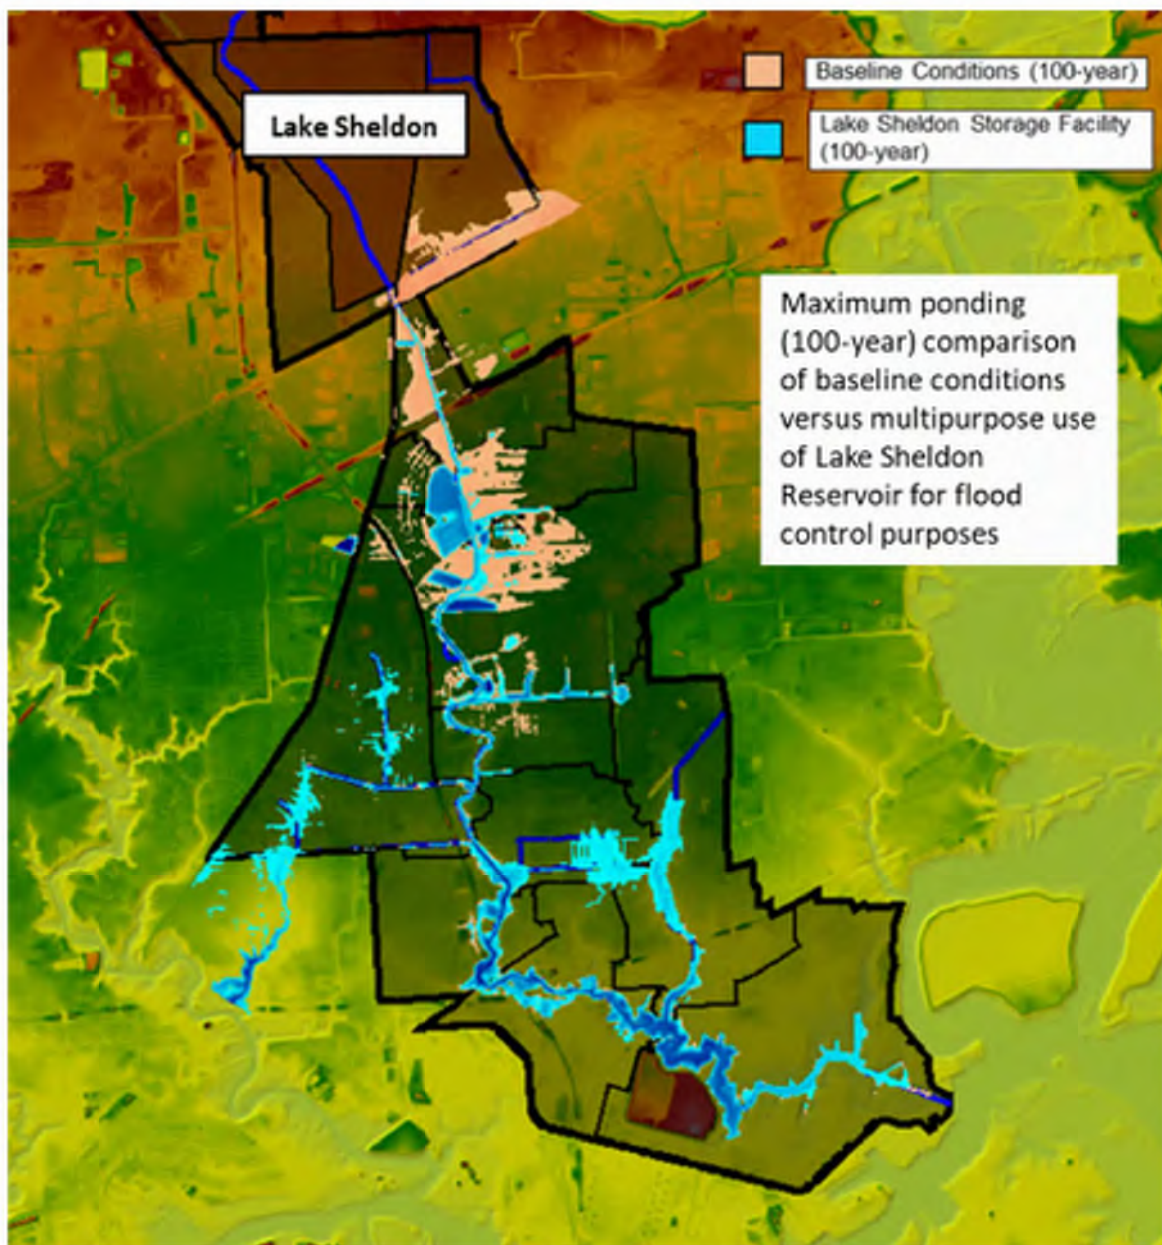 Lake Sheldon
Baseline Conditions (100-year)
Lake Sheldon Storage Facility
(100-year)
Maximum ponding
(100-year) comparison
of baseline conditions
versus multipurpose use
of Lake Sheldon
Reservoir for flood
control purposes